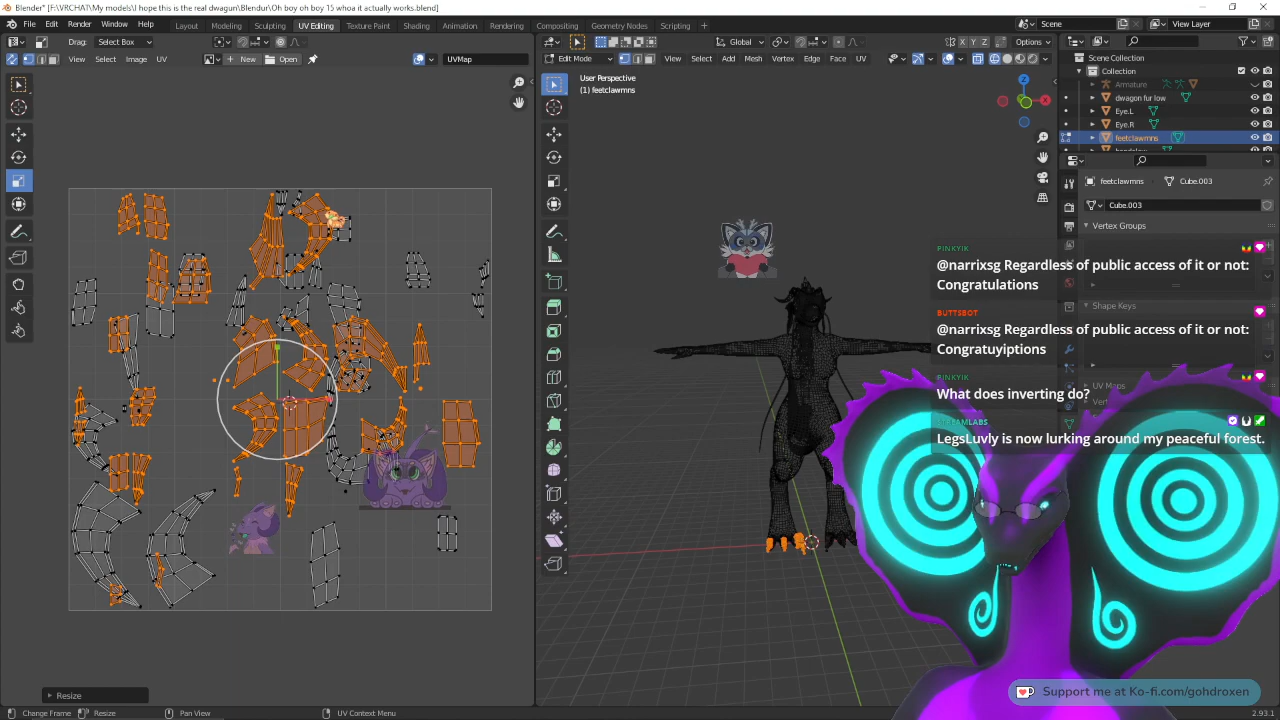 Blender* [F:\VRCHAT\My models\I hope this is the real dwagun\Blendur\Oh boy oh boy 15 whoa it actually works.blend]
File Edit Render Window Help Layout Modeling Sculpting UV Editing Texture Paint Shading Animation Rendering Compositing Geometry Nodes Scripting + Scene View Layer
Drag: Select Box Global X Y Z Options
View Select Image UV New Open UVMap Edit Mode View Select Add Mesh Vertex Edge Face UV
User Perspective
(1) feetclawmns
Scene Collection
Collection
Armature
dwagon fur low
Eye.L
Eye.R
feetclawmns
feetclawmns Cube.003
Cube.003
Vertex Groups
PINKYIK
@narrixsg Regardless of public access of it or not:
Congratulations
Shape Keys
BUTTSBOT
@narrixsg Regardless of public access of it or not:
Congratuyiptions
PINKYIK
UV Maps
What does inverting do?
STREAMLABS
LegsLuvly is now lurking around my peaceful forest.
Resize
Support me at Ko-fi.com/gohdroxen
Change Frame Resize Pan View UV Context Menu 2.93.1